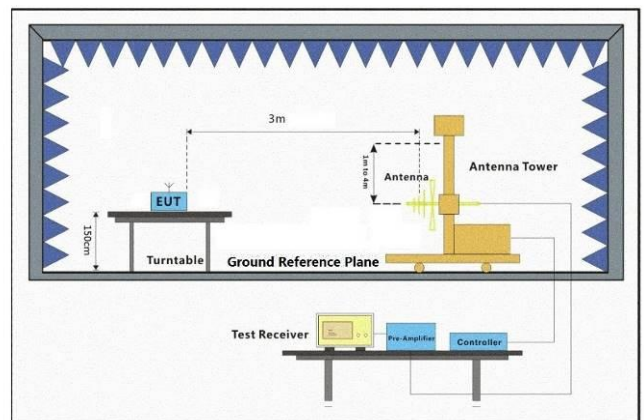 3m
1m to 4m
Antenna
Antenna Tower
EUT
150cm
Turntable
Ground Reference Plane
Test Receiver
Pre-Amplifier
Controller